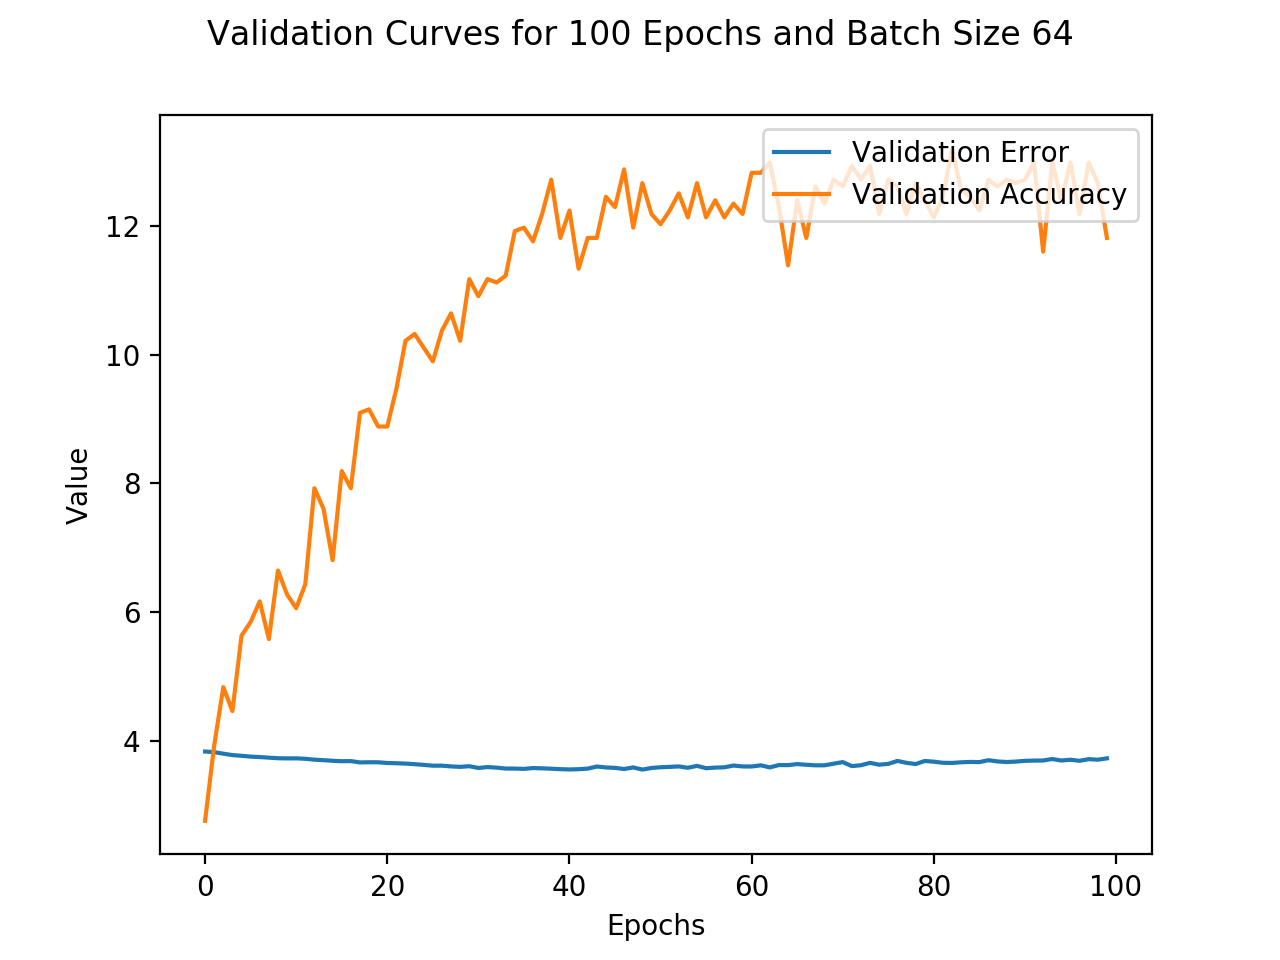 Validation Curves for 100 Epochs and Batch Size 64
Validation Error
Validation Accuracy
12
10
8
6
4
Value
0 20 40 60 80 100
Epochs